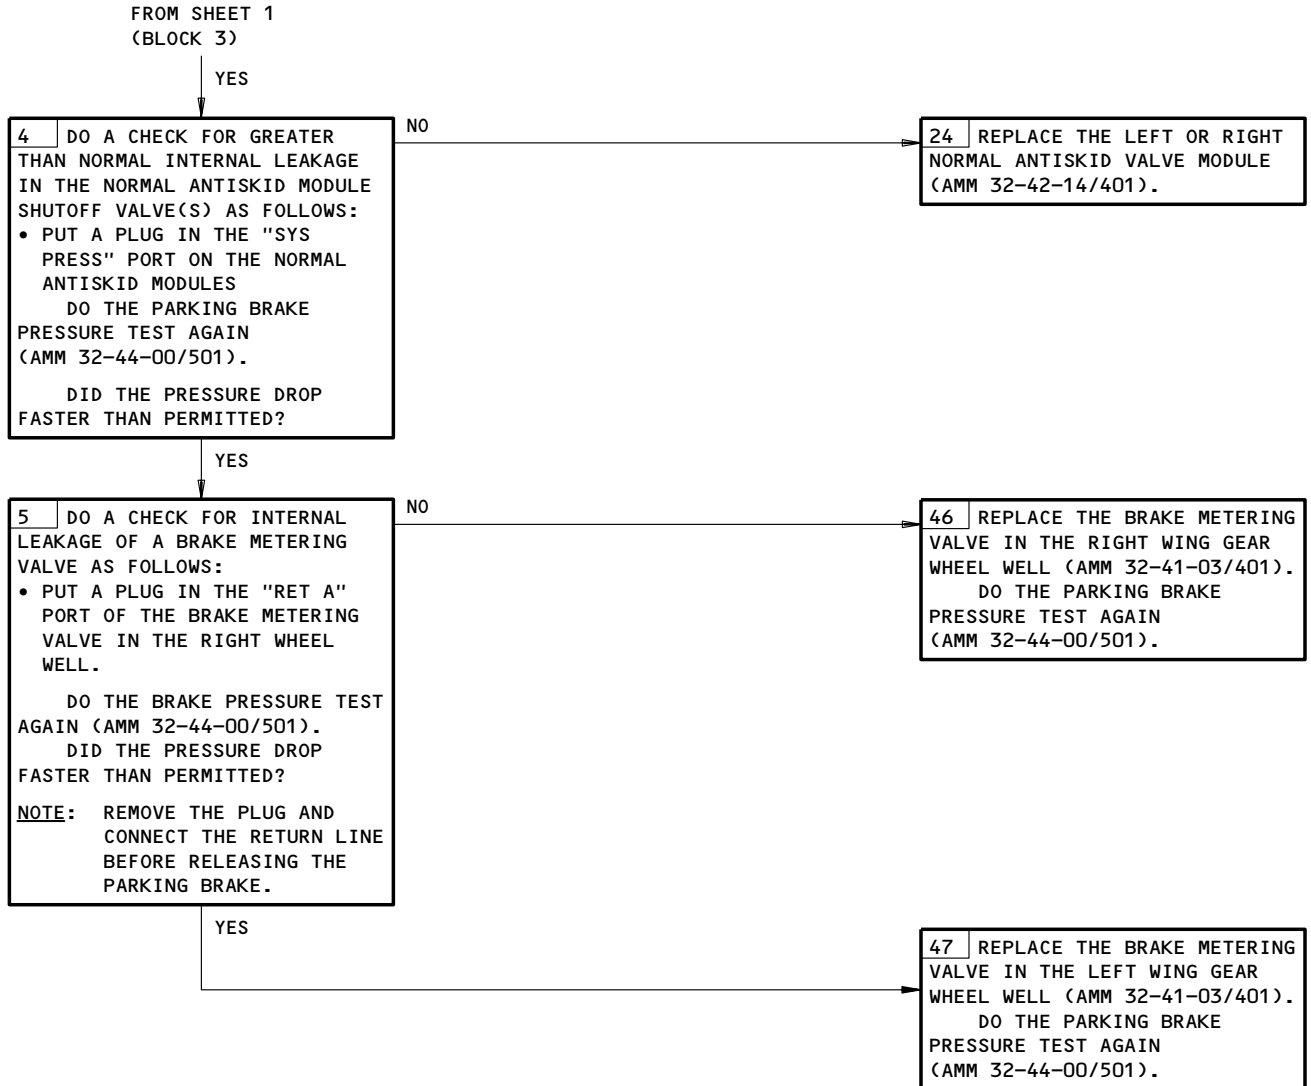 FROM SHEET 1
(BLOCK 3)
YES
4 DO A CHECK FOR GREATER
THAN NORMAL INTERNAL LEAKAGE
IN THE NORMAL ANTISKID MODULE
SHUTOFF VALVE(S) AS FOLLOWS:
• PUT A PLUG IN THE "SYS
PRESS" PORT ON THE NORMAL
ANTISKID MODULES
DO THE PARKING BRAKE
PRESSURE TEST AGAIN
(AMM 32-44-00/501).
DID THE PRESSURE DROP
FASTER THAN PERMITTED?
NO
24 REPLACE THE LEFT OR RIGHT
NORMAL ANTISKID VALVE MODULE
(AMM 32-42-14/401).
YES
5 DO A CHECK FOR INTERNAL
LEAKAGE OF A BRAKE METERING
VALVE AS FOLLOWS:
• PUT A PLUG IN THE "RET A"
PORT OF THE BRAKE METERING
VALVE IN THE RIGHT WHEEL
WELL.
DO THE BRAKE PRESSURE TEST
AGAIN (AMM 32-44-00/501).
DID THE PRESSURE DROP
FASTER THAN PERMITTED?
NOTE: REMOVE THE PLUG AND
CONNECT THE RETURN LINE
BEFORE RELEASING THE
PARKING BRAKE.
NO
46 REPLACE THE BRAKE METERING
VALVE IN THE RIGHT WING GEAR
WHEEL WELL (AMM 32-41-03/401).
DO THE PARKING BRAKE
PRESSURE TEST AGAIN
(AMM 32-44-00/501).
YES
47 REPLACE THE BRAKE METERING
VALVE IN THE LEFT WING GEAR
WHEEL WELL (AMM 32-41-03/401).
DO THE PARKING BRAKE
PRESSURE TEST AGAIN
(AMM 32-44-00/501).